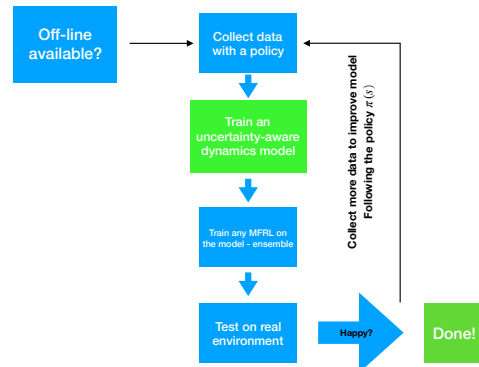 Off-line
available?
Collect data
with a policy
Train an
uncertainty-aware
dynamics model
Train any MFRL on
the model - ensemble
Test on real
environment
Happy?
Done!
Collect more data to improve model
Following the policy π(s)